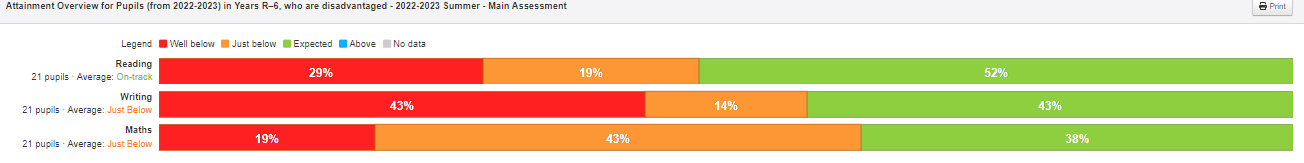 Attainment Overview for Pupils (from 2022-2023) in Years R–6, who are disadvantaged - 2022-2023 Summer - Main Assessment
Print
Legend Well below Just below Expected Above No data
Reading
21 pupils · Average: On-track
29% 19% 52%
Writing
21 pupils · Average: Just Below
43% 14% 43%
Maths
21 pupils · Average: Just Below
19% 43% 38%